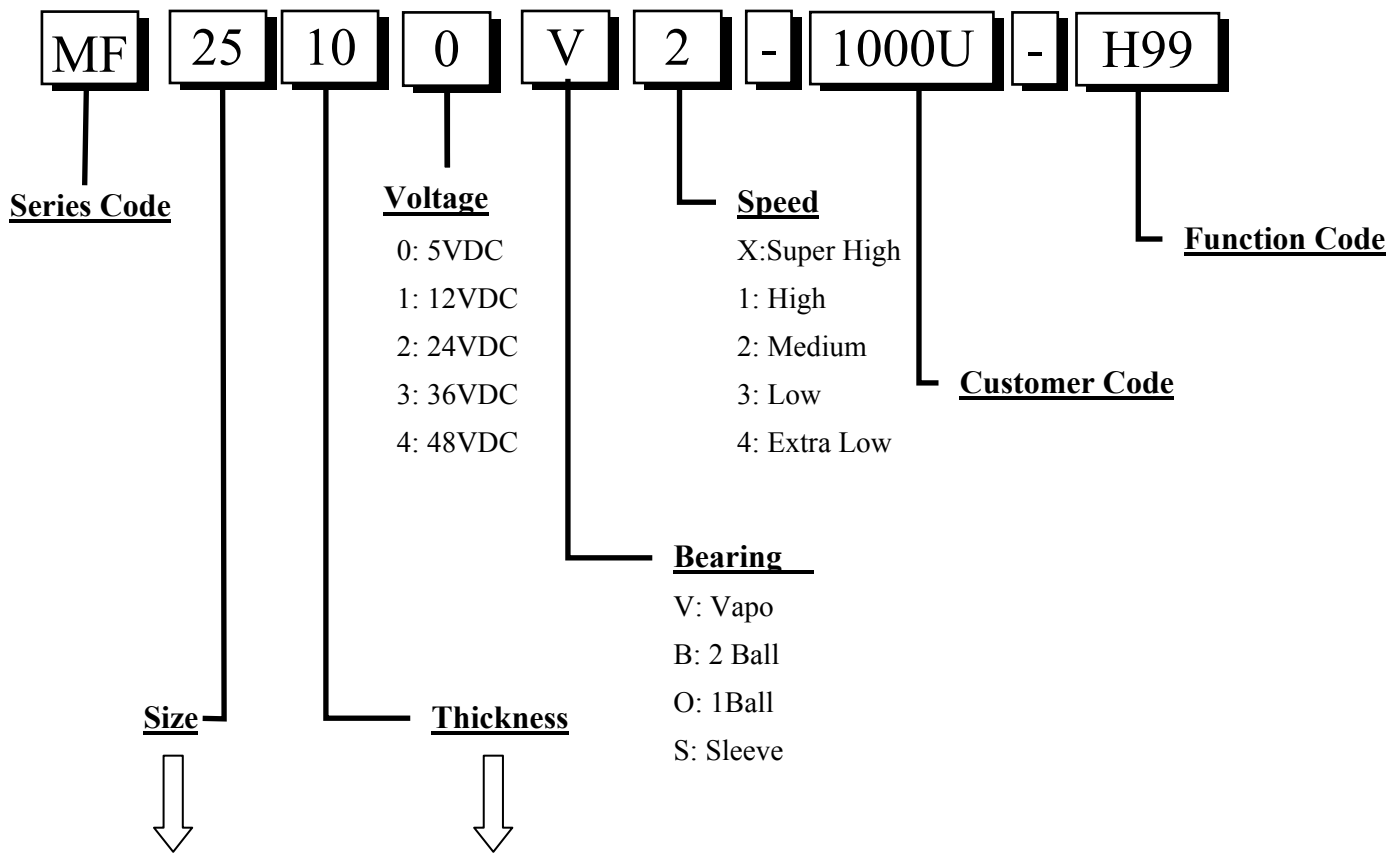 MF 25 10 0 V 2 - 1000U - H99
Series Code
Voltage
0: 5VDC
1: 12VDC
2: 24VDC
3: 36VDC
4: 48VDC
Speed
X:Super High
1: High
2: Medium
3: Low
4: Extra Low
Function Code
Customer Code
Bearing
V: Vapo
B: 2 Ball
O: 1Ball
S: Sleeve
Size
Thickness